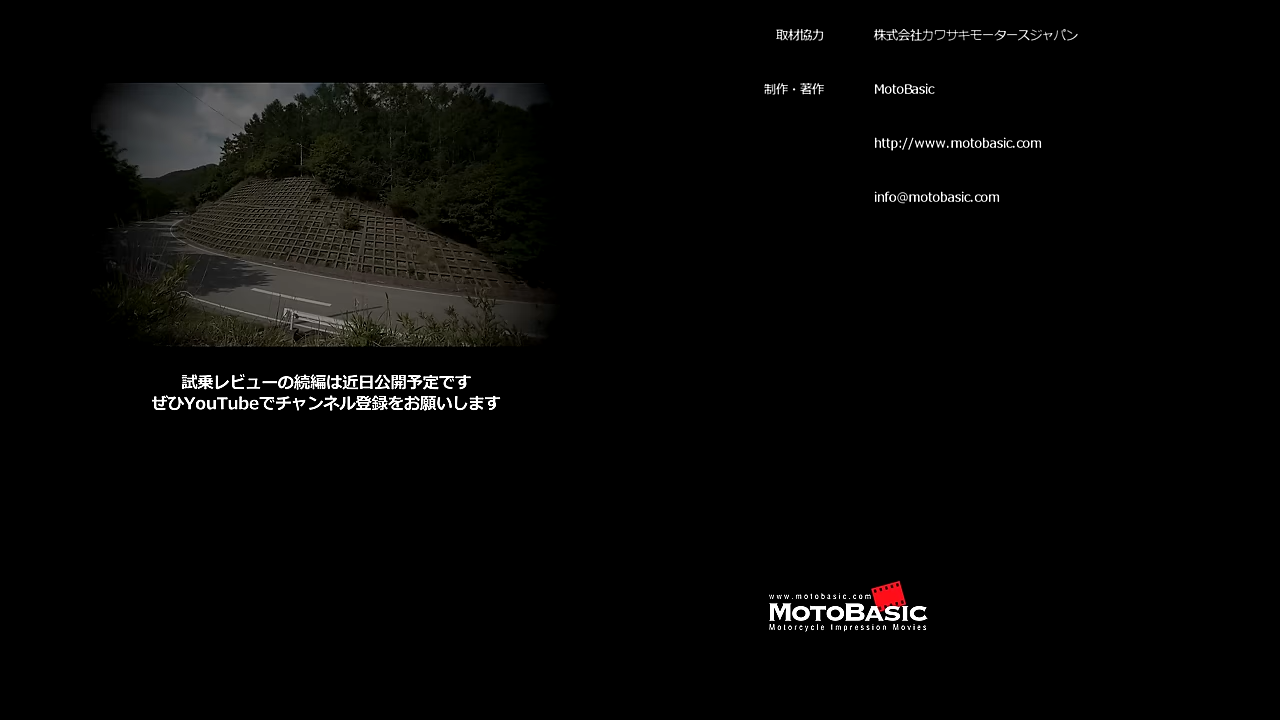 取材協力 株式会社カワサキモータースジャパン
制作・著作 MotoBasic
http://www.motobasic.com
info@motobasic.com
試乗レビューの続編は近日公開予定です
ぜひYouTubeでチャンネル登録をお願いします
www.motobasic.com
MOTOBASIC
Motorcycle Impression Movies